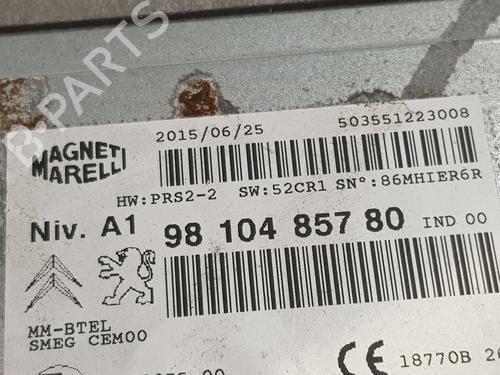 B-PARTS
2015/06/25 503551223008
MAGNETI
MARELLI
HW:PRS2-2 SW:52CR1 SN°:86MHIER6R
Niv. A1 98 104 857 80 IND 00
MM-BTEL
SMEG CEM00
CE 18770B 26